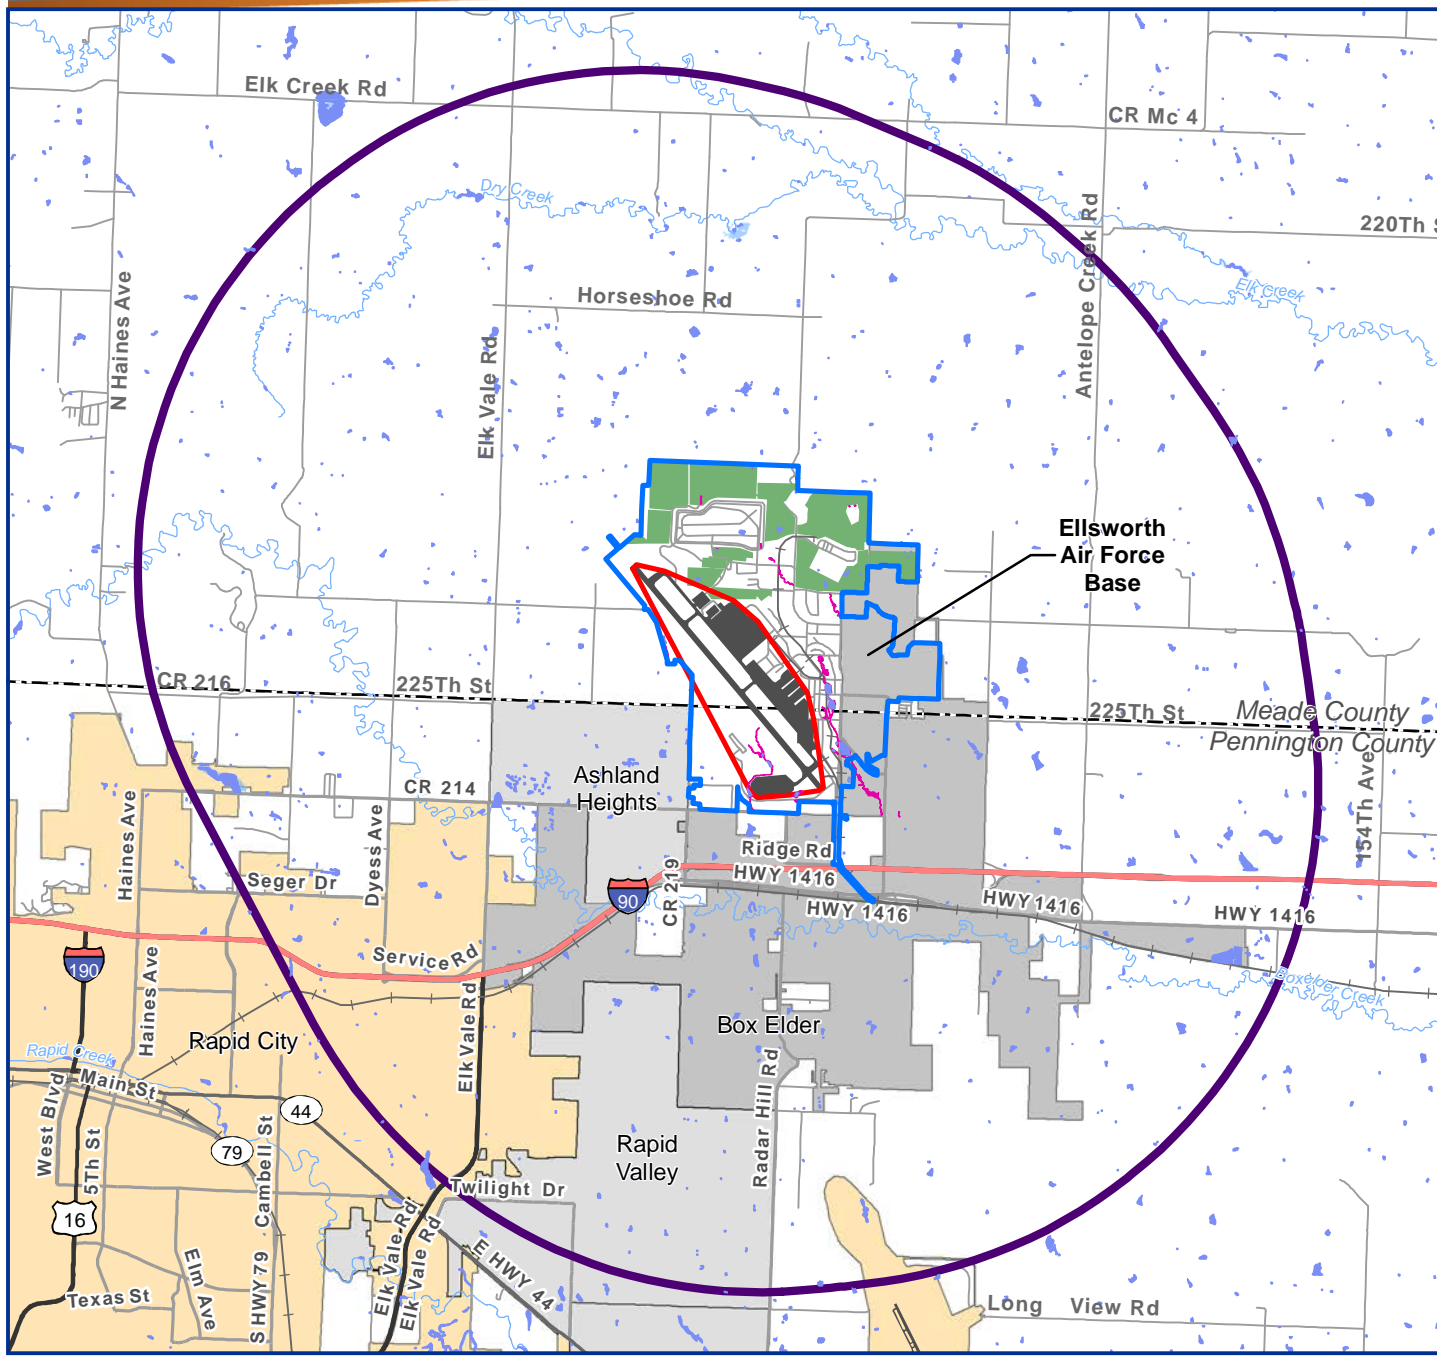 Elk Creek Rd
CR Mc 4
Dry Creek
Antelope Creek Rd
220Th
Elk Creek
N Haines Ave
Horseshoe Rd
Elk Vale Rd
Ellsworth
Air Force
Base
CR 216
225Th St
225Th St
Meade County
Pennington County
Ashland
Heights
CR 214
154Th Ave
Haines Ave
Dyess Ave
Ridge Rd
HWY 1416
Seger Dr
CR 219
90
HWY 1416
HWY 1416
HWY 1416
190
Service Rd
Haines Ave
Elk Vale Rd
Boxelder Creek
Rapid City
Box Elder
Rapid Creek
Main St
West Blvd
44
Radar Hill Rd
5Th St
79
Cambell St
Rapid
Valley
Twilight Dr
16
Elk Vale Rd
Elk Vale Rd
E HWY 44
Elm Ave
S HWY 79
Texas St
Long View Rd